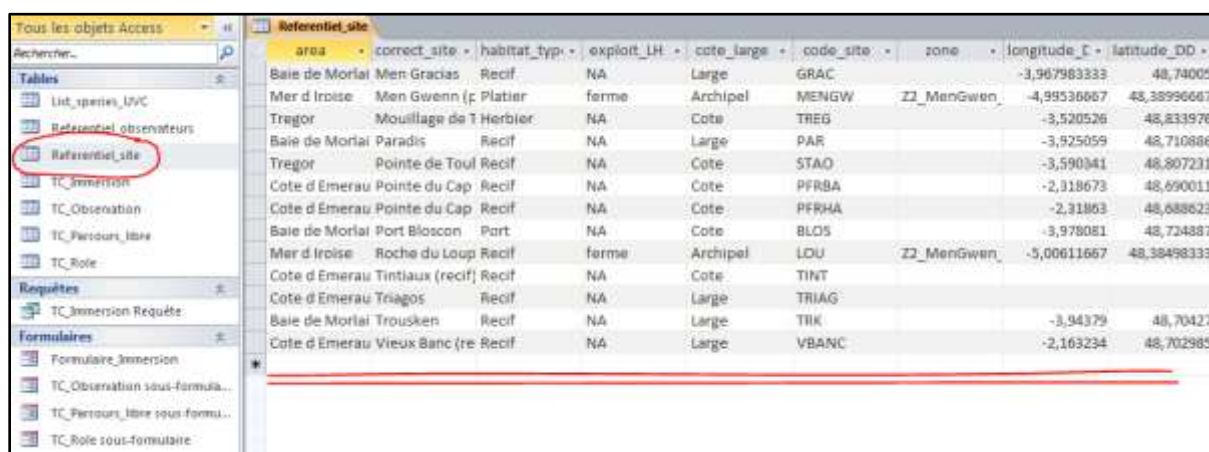 Tous les objets Access
Rechercher...
Tables
List_species_UVC
Referentiel_observateurs
Referentiel_site
TC_Immersion
TC_Observation
TC_Parcours_libre
TC_Role
Requêtes
TC_Immersion Requête
Formulaires
Formulaire_Immersion
TC_Observation sous-formula...
TC_Parcours_libre sous-formu...
TC_Role sous-formulaire
Referentiel_site
area correct_site habitat_typ exploit_LH cote_large code_site zone longitude_D latitude_DD
Baie de Morlai Men Gracias Recif NA Large GRAC -3,967983333 48,74005
Mer d Iroise Men Gwenn (p Platier ferme Archipel MENGW Z2_MenGwen_ -4,99536667 48,38996667
Tregor Mouillage de T Herbier NA Cote TREG -3,520526 48,833976
Baie de Morlai Paradis Recif NA Large PAR -3,925059 48,710886
Tregor Pointe de Toul Recif NA Cote STAO -3,590341 48,807231
Cote d Emerau Pointe du Cap Recif NA Cote PFRBA -2,318673 48,690011
Cote d Emerau Pointe du Cap Recif NA Cote PFRHA -2,31863 48,688623
Baie de Morlai Port Bloscon Port NA Cote BLOS -3,978081 48,724887
Mer d Iroise Roche du Loup Recif ferme Archipel LOU Z2_MenGwen_ -5,00611667 48,38498333
Cote d Emerau Tintiaux (recif) Recif NA Cote TINT
Cote d Emerau Triagos Recif NA Large TRIAG
Baie de Morlai Trousken Recif NA Large TRK -3,94379 48,70427
Cote d Emerau Vieux Banc (re Recif NA Large VBANC -2,163234 48,702985